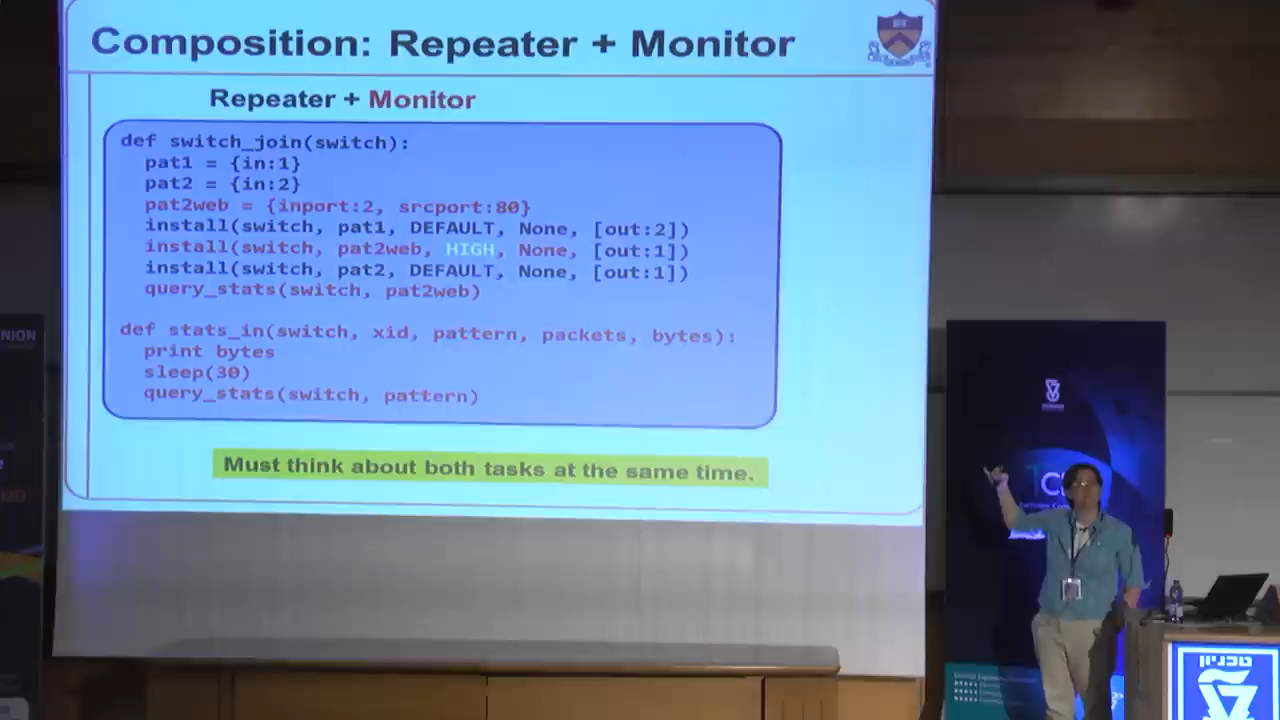 Composition: Repeater + Monitor
Repeater + Monitor
def switch_join(switch):
pat1 = {in:1}
pat2 = {in:2}
pat2web = {inport:2, srcport:80}
install(switch, pat1, DEFAULT, None, [out:2])
install(switch, pat2web, HIGH, None, [out:1])
install(switch, pat2, DEFAULT, None, [out:1])
query_stats(switch, pat2web)
def stats_in(switch, xid, pattern, packets, bytes):
print bytes
sleep(30)
query_stats(switch, pattern)
Must think about both tasks at the same time.
NION
טכניון